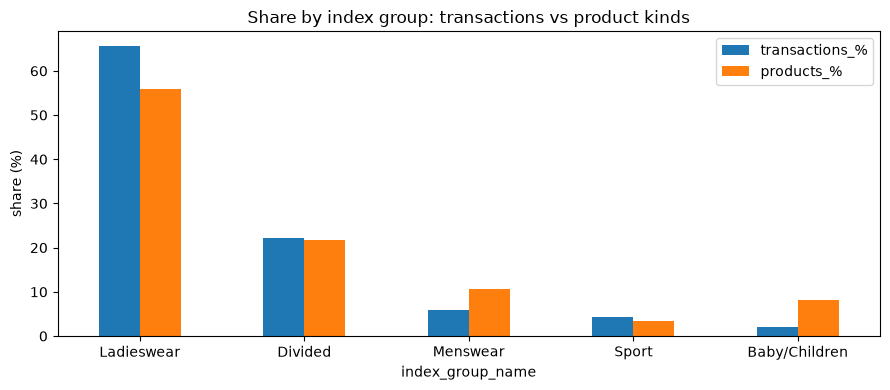 Share by index group: transactions vs product kinds
transactions_%
products_%
share (%)
60
50
40
30
20
10
0
Ladieswear
Divided
Menswear
Sport
Baby/Children
index_group_name